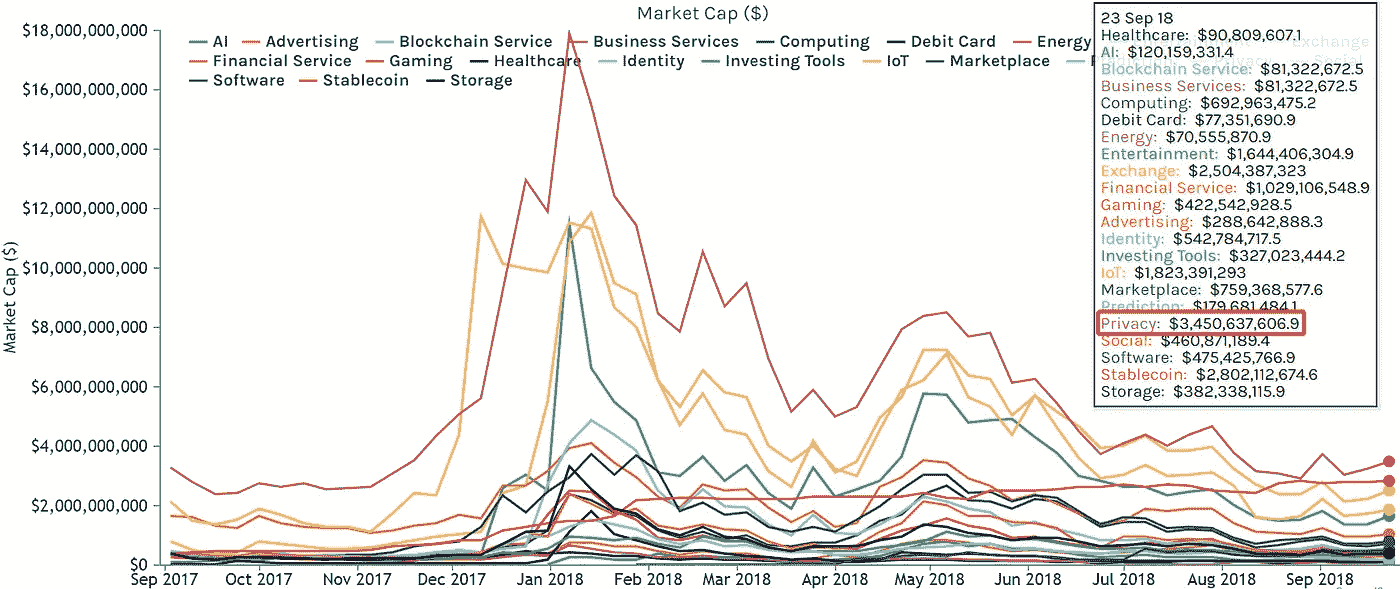 Market Cap ($)
AI Advertising Blockchain Service Business Services Computing Debit Card Energy
Financial Service Gaming Healthcare Identity Investing Tools IoT Marketplace
Software Stablecoin Storage
23 Sep 18
Healthcare: $90,809,607.1
AI: $120,159,331.4
Blockchain Service: $81,322,672.5
Business Services: $81,322,672.5
Computing: $692,963,475.2
Debit Card: $77,351,690.9
Energy: $70,555,870.9
Entertainment: $1,644,406,304.9
Exchange: $2,504,387,323
Financial Service: $1,029,106,548.9
Gaming: $422,542,928.5
Advertising: $288,642,888.3
Identity: $542,784,717.5
Investing Tools: $327,023,444.2
IoT: $1,823,391,293
Marketplace: $759,368,577.6
Prediction: $179,681,484.1
Privacy: $3,450,637,606.9
Social: $460,871,189.4
Software: $475,425,766.9
Stablecoin: $2,802,112,674.6
Storage: $382,338,115.9
Exchange
Social
Market Cap ($)
$18,000,000,000
$16,000,000,000
$14,000,000,000
$12,000,000,000
$10,000,000,000
$8,000,000,000
$6,000,000,000
$4,000,000,000
$2,000,000,000
$0
Sep 2017 Oct 2017 Nov 2017 Dec 2017 Jan 2018 Feb 2018 Mar 2018 Apr 2018 May 2018 Jun 2018 Jul 2018 Aug 2018 Sep 2018